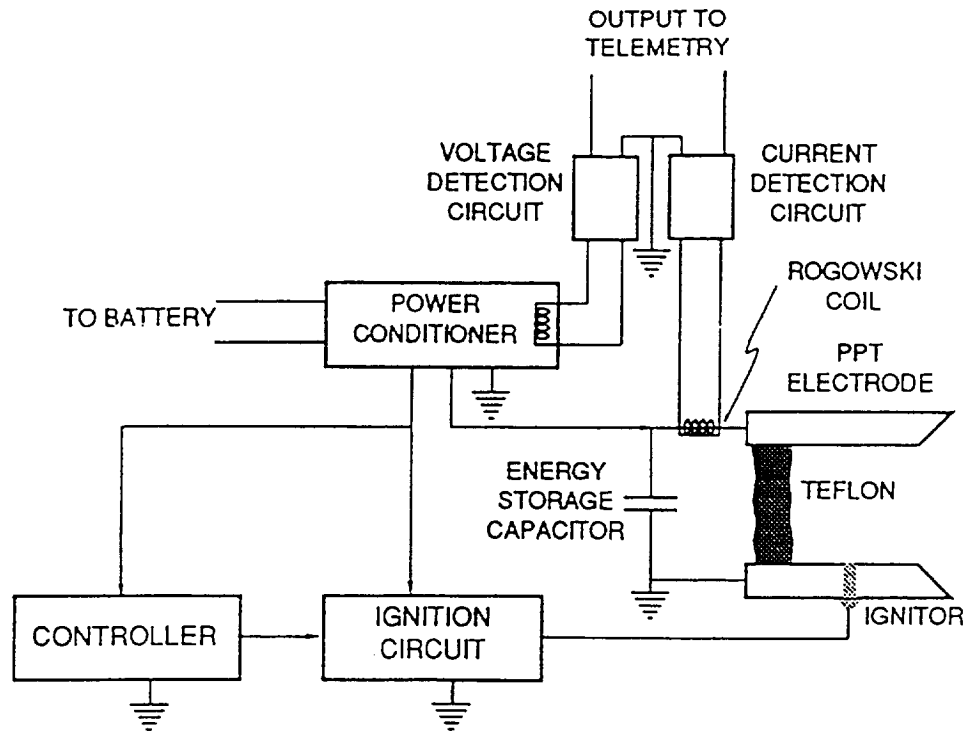 OUTPUT TO
TELEMETRY
VOLTAGE
DETECTION
CIRCUIT
CURRENT
DETECTION
CIRCUIT
ROGOWSKI
COIL
TO BATTERY
POWER
CONDITIONER
PPT
ELECTRODE
ENERGY
STORAGE
CAPACITOR
TEFLON
CONTROLLER
IGNITION
CIRCUIT
IGNITOR